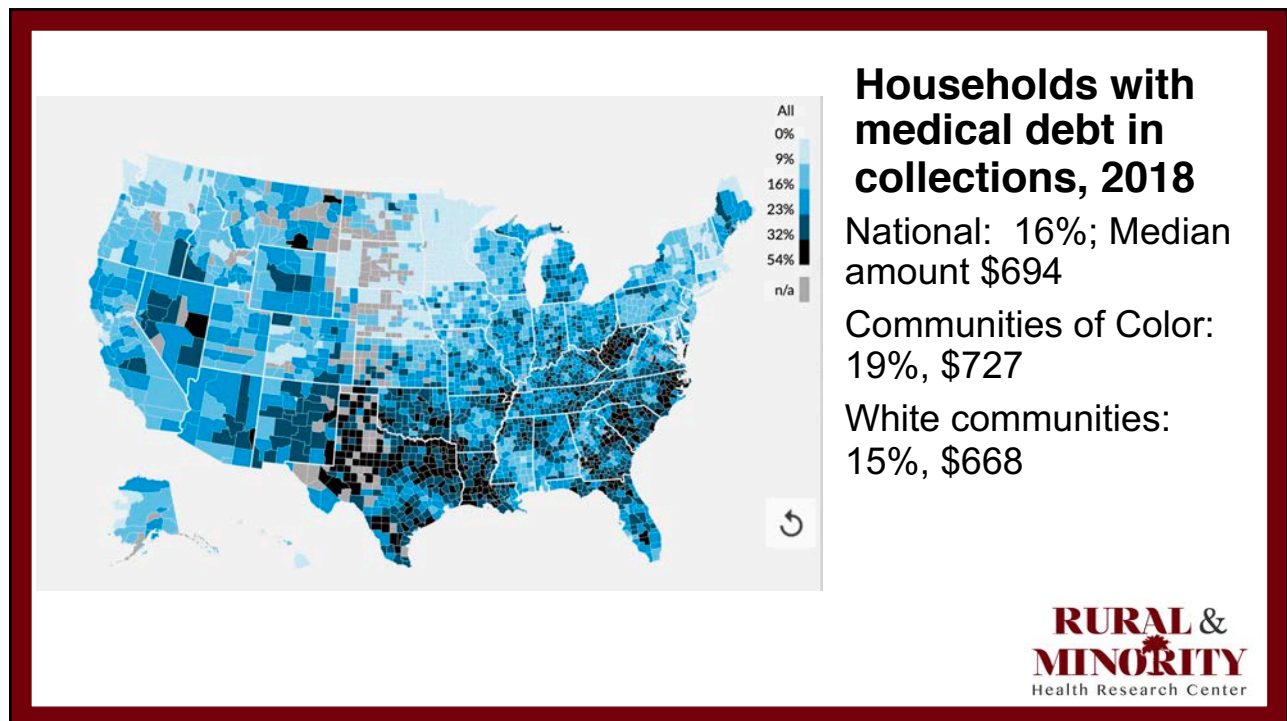 All
0%
9%
16%
23%
32%
54%
n/a
Households with
medical debt in
collections, 2018
National:  16%; Median
amount $694
Communities of Color:
19%, $727
White communities:
15%, $668
RURAL &
MINORITY
Health Research Center